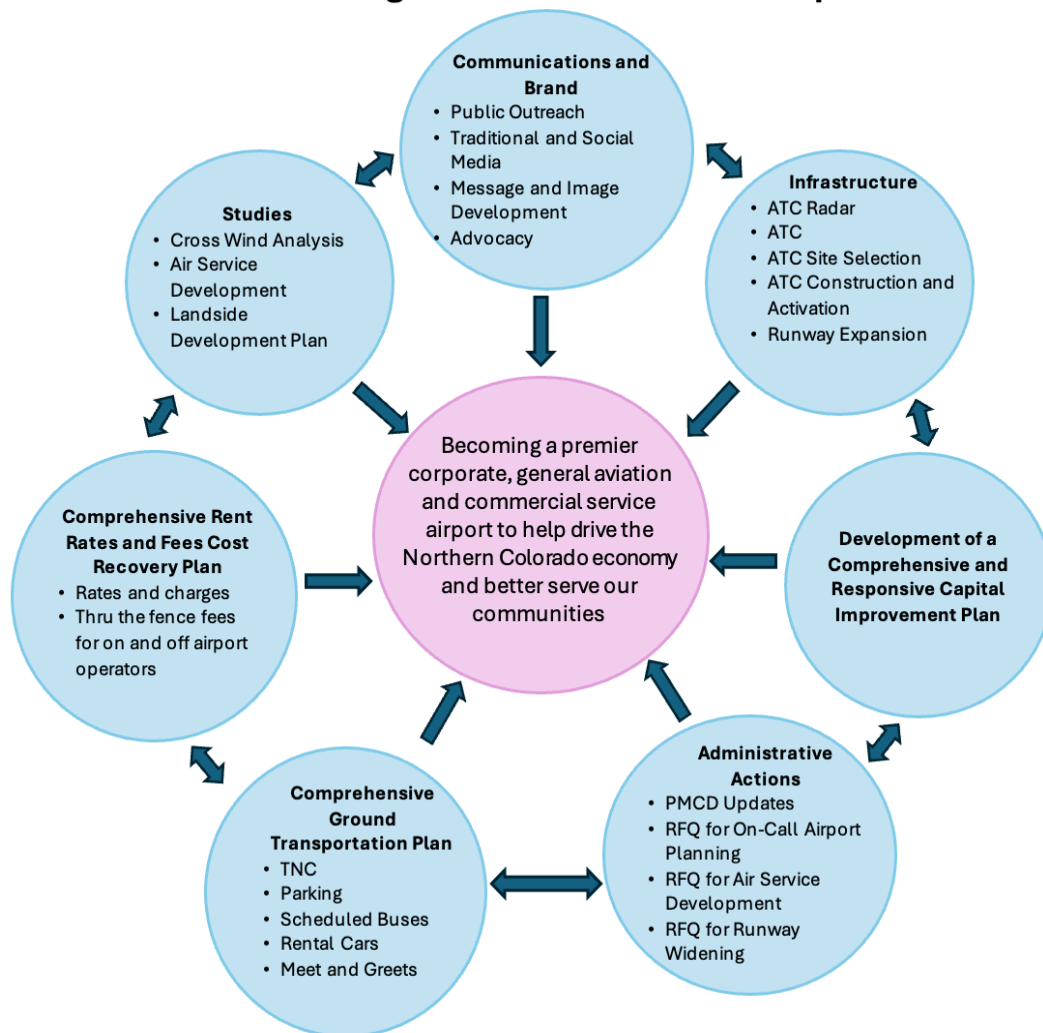 Communications and
Brand
• Public Outreach
• Traditional and Social
Media
• Message and Image
Development
• Advocacy
Infrastructure
• ATC Radar
• ATC
• ATC Site Selection
• ATC Construction and
Activation
• Runway Expansion
Studies
• Cross Wind Analysis
• Air Service
Development
• Landside
Development Plan
Becoming a premier
corporate, general aviation
and commercial service
airport to help drive the
Northern Colorado economy
and better serve our
communities
Comprehensive Rent
Rates and Fees Cost
Recovery Plan
• Rates and charges
• Thru the fence fees
for on and off airport
operators
Development of a
Comprehensive and
Responsive Capital
Improvement Plan
Comprehensive
Ground
Transportation Plan
• TNC
• Parking
• Scheduled Buses
• Rental Cars
• Meet and Greets
Administrative
Actions
• PMCD Updates
• RFQ for On-Call Airport
Planning
• RFQ for Air Service
Development
• RFQ for Runway
Widening